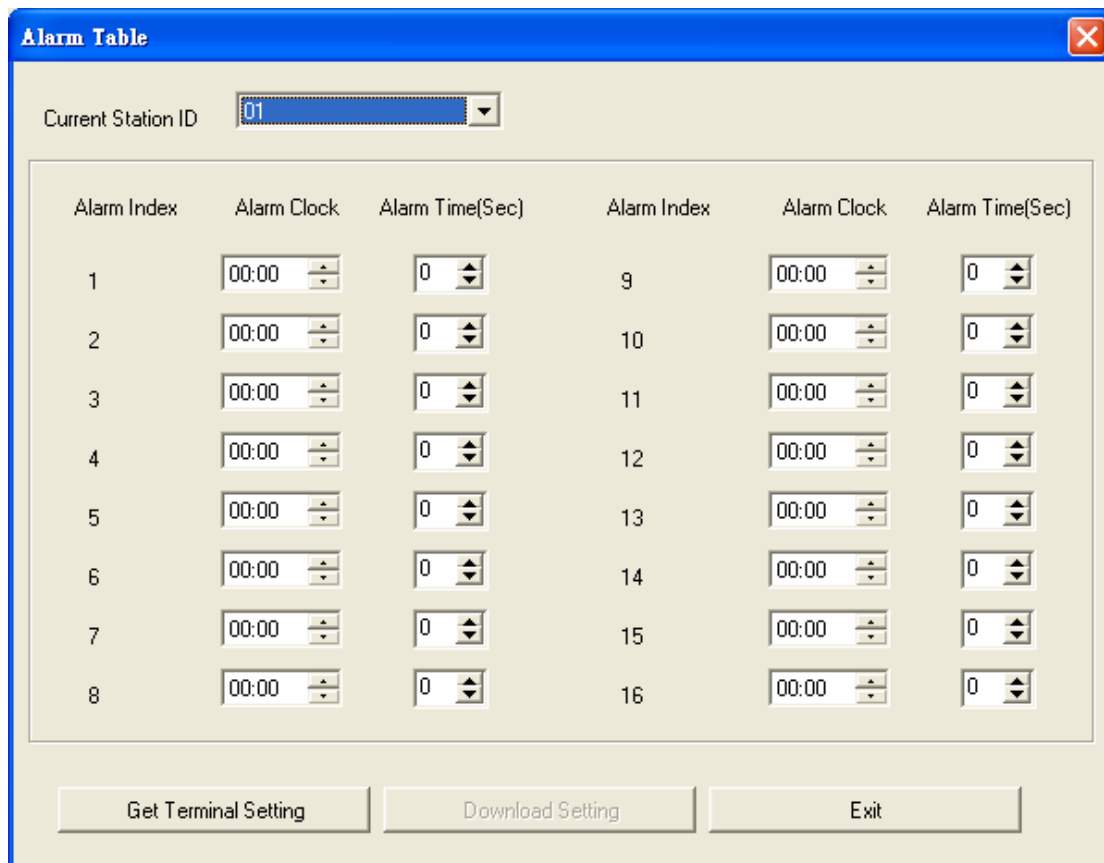 Alarm Table
Current Station ID 01
Alarm Index Alarm Clock Alarm Time(Sec) Alarm Index Alarm Clock Alarm Time(Sec)
1 00:00 0 9 00:00 0
2 00:00 0 10 00:00 0
3 00:00 0 11 00:00 0
4 00:00 0 12 00:00 0
5 00:00 0 13 00:00 0
6 00:00 0 14 00:00 0
7 00:00 0 15 00:00 0
8 00:00 0 16 00:00 0
Get Terminal Setting Download Setting Exit